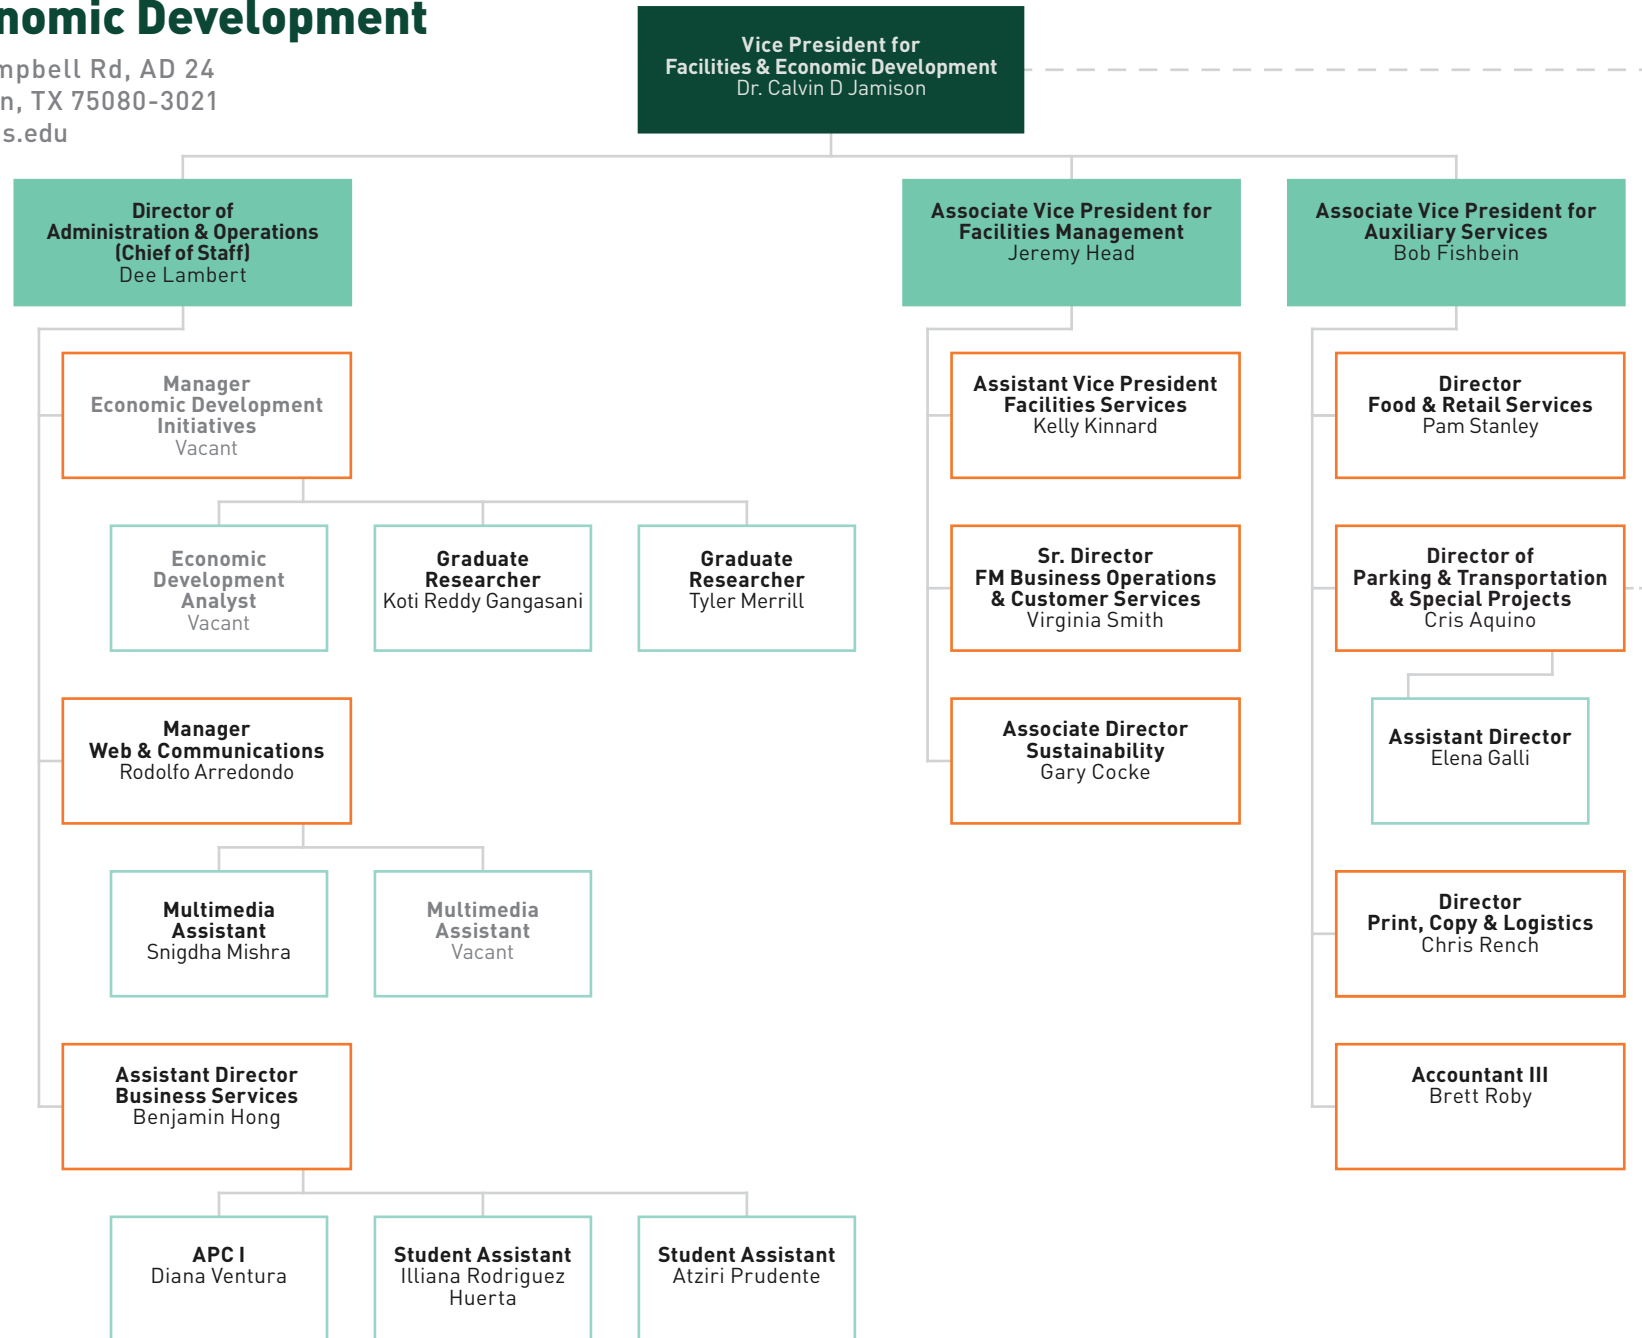 nomic Development
mpbell Rd, AD 24
n, TX 75080-3021
s.edu
Vice President for
Facilities & Economic Development
Dr. Calvin D Jamison
Director of
Administration & Operations
(Chief of Staff)
Dee Lambert
Associate Vice President for
Facilities Management
Jeremy Head
Associate Vice President for
Auxiliary Services
Bob Fishbein
Manager
Economic Development
Initiatives
Vacant
Assistant Vice President
Facilities Services
Kelly Kinnard
Director
Food & Retail Services
Pam Stanley
Economic
Development
Analyst
Vacant
Graduate
Researcher
Koti Reddy Gangasani
Graduate
Researcher
Tyler Merrill
Sr. Director
FM Business Operations
& Customer Services
Virginia Smith
Director of
Parking & Transportation
& Special Projects
Cris Aquino
Manager
Web & Communications
Rodolfo Arredondo
Associate Director
Sustainability
Gary Cocke
Assistant Director
Elena Galli
Multimedia
Assistant
Snigdha Mishra
Multimedia
Assistant
Vacant
Director
Print, Copy & Logistics
Chris Rench
Assistant Director
Business Services
Benjamin Hong
Accountant III
Brett Roby
APC I
Diana Ventura
Student Assistant
Illiana Rodriguez
Huerta
Student Assistant
Atziri Prudente